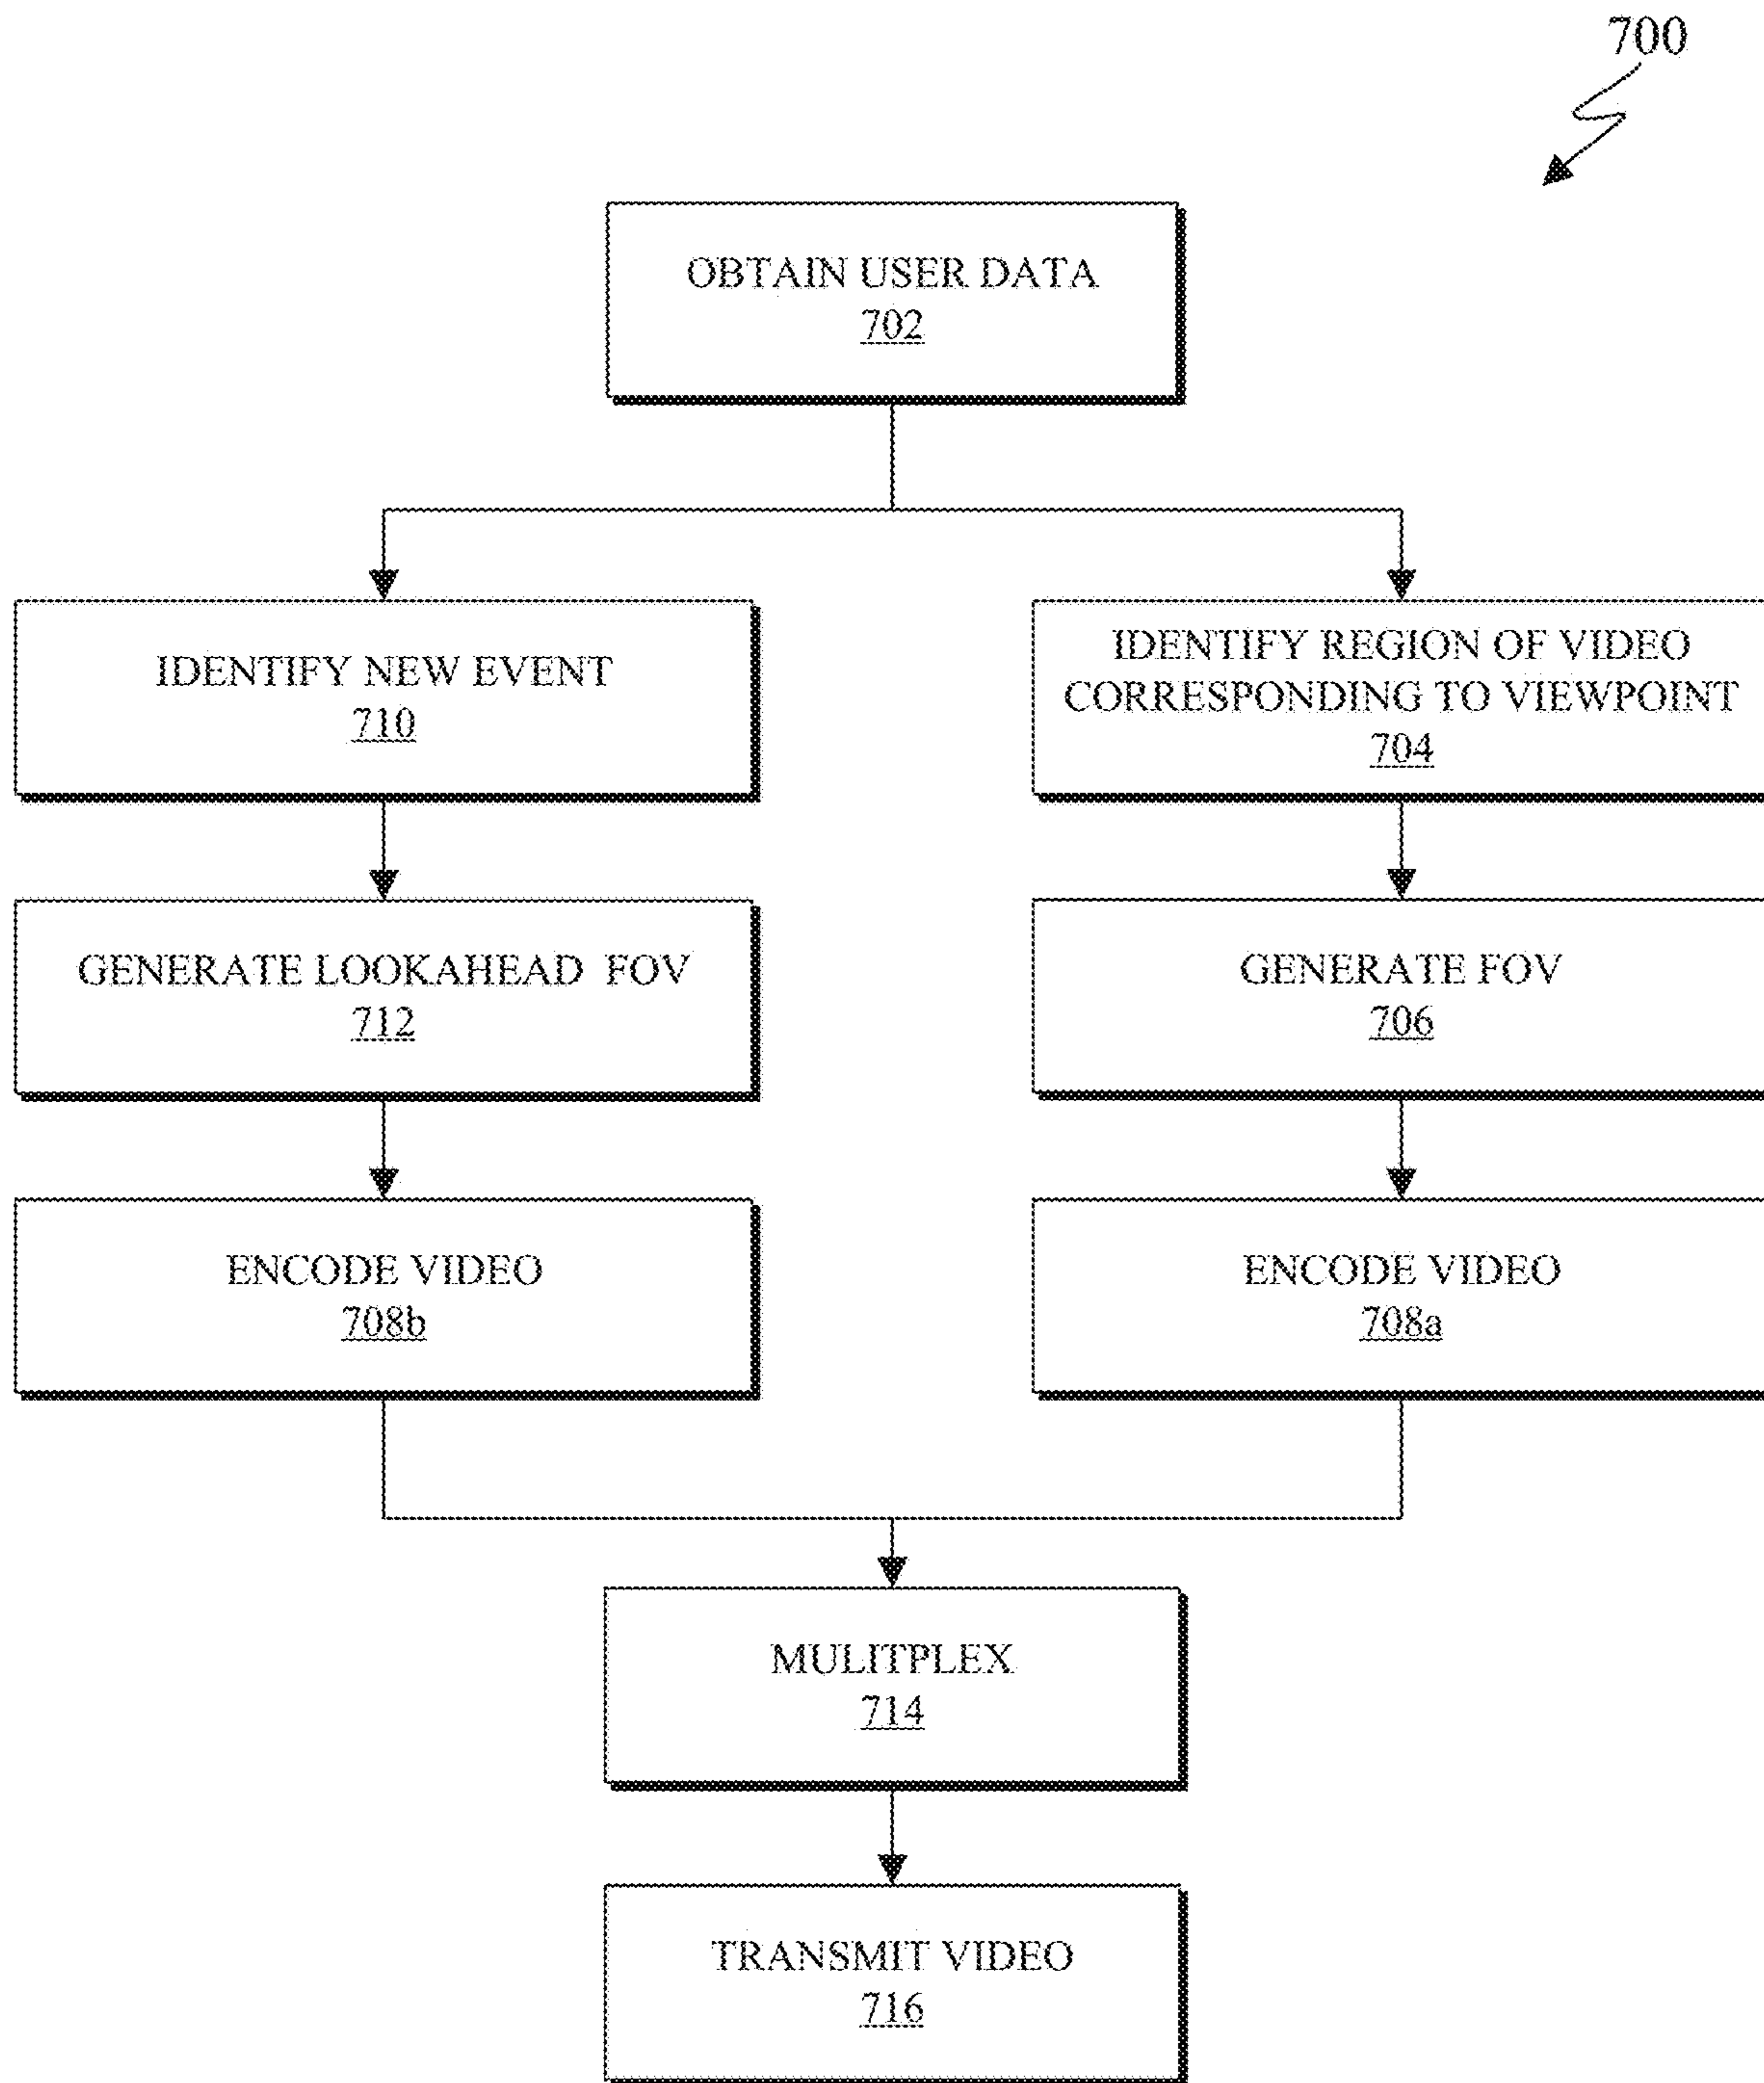 700
OBTAIN USER DATA
702
IDENTIFY NEW EVENT
710
IDENTIFY REGION OF VIDEO
CORRESPONDING TO VIEWPOINT
704
GENERATE LOOKAHEAD FOV
712
GENERATE FOV
706
ENCODE VIDEO
708b
ENCODE VIDEO
708a
MULITPLEX
714
TRANSMIT VIDEO
716